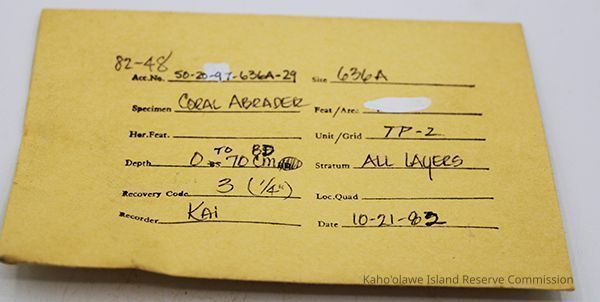 82-48
Acc.No. 50-20-97-636A-29 Site 636A
Specimen CORAL ABRADER Feat/Area
Hor.Feat. Unit/Grid TP-2
TO BD
Depth 0 70 cm Stratum ALL LAYERS
Recovery Code 3 (1/4") Loc.Quad
Recorder KAI Date 10-21-82
Kaho'olawe Island Reserve Commission